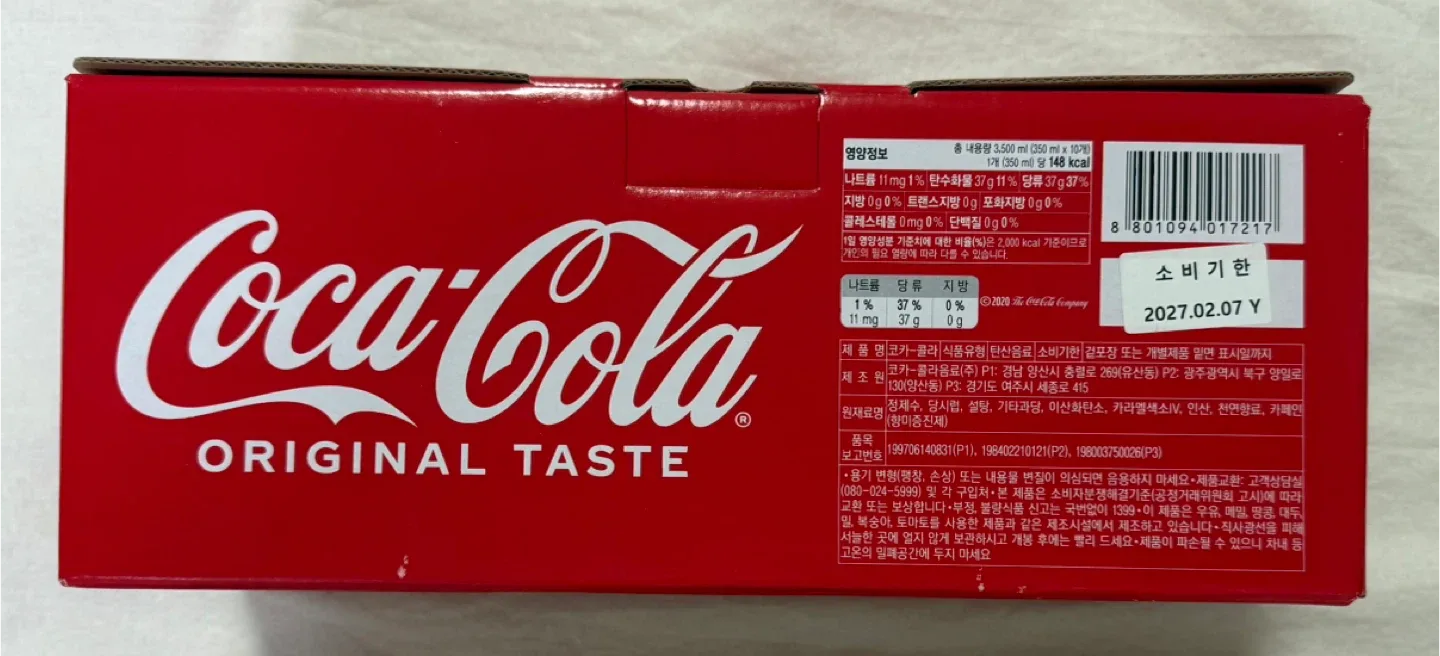 Coca-Cola®
ORIGINAL TASTE
영양정보
총 내용량 3,500 ml (350 ml x 10개)
1개 (350 ml) 당 148 kcal
나트륨 11 mg 1% 탄수화물 37 g 11% 당류 37 g 37%
지방 0 g 0% 트랜스지방 0 g 포화지방 0 g 0%
콜레스테롤 0 mg 0% 단백질 0 g 0%
1일 영양성분 기준치에 대한 비율(%)은 2,000 kcal 기준이므로
개인의 필요 열량에 따라 다를 수 있습니다.
나트륨 당류 지방
1 % 37 % 0 %
11 mg 37 g 0 g
©2020 The Coca-Cola Company
8 801094 017217
소비기한
2027.02.07 Y
제 품 명 코카-콜라 식품유형 탄산음료 소비기한 겉포장 또는 개별제품 밑면 표시일까지
제 조 원 코카-콜라음료(주) P1: 경남 양산시 충렬로 269(유산동) P2: 광주광역시 북구 양일로
130(양산동) P3: 경기도 여주시 세종로 415
원재료명 정제수, 당시럽, 설탕, 기타과당, 이산화탄소, 카라멜색소IV, 인산, 천연향료, 카페인
(향미증진제)
품목
보고번호 199706140831(P1), 198402210121(P2), 198003750026(P3)
• 용기 변형(팽창, 손상) 또는 내용물 변질이 의심되면 음용하지 마세요 • 제품교환: 고객상담실
(080-024-5999) 및 각 구입처 • 본 제품은 소비자분쟁해결기준(공정거래위원회 고시)에 따라
교환 또는 보상합니다 • 부정, 불량식품 신고는 국번없이 1399 • 이 제품은 우유, 메밀, 땅콩, 대두,
밀, 복숭아, 토마토를 사용한 제품과 같은 제조시설에서 제조하고 있습니다 • 직사광선을 피해
서늘한 곳에 얼지 않게 보관하시고 개봉 후에는 빨리 드세요 • 제품이 파손될 수 있으니 차내 등
고온의 밀폐공간에 두지 마세요